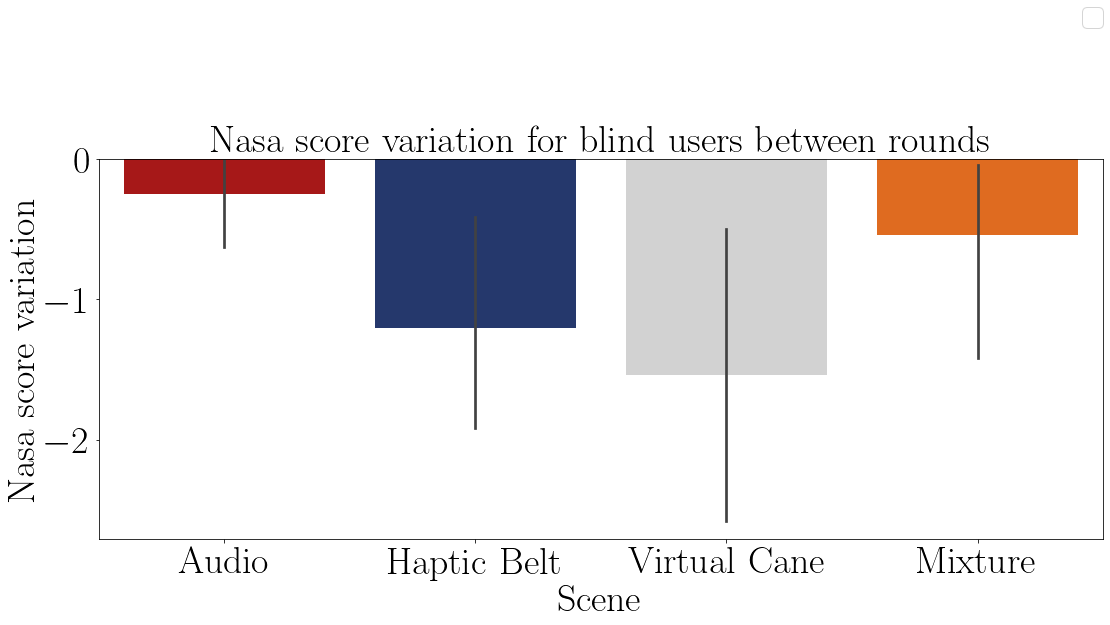 Nasa score variation for blind users between rounds
Nasa score variation
0
−1
−2
Audio
Haptic Belt
Virtual Cane
Mixture
Scene